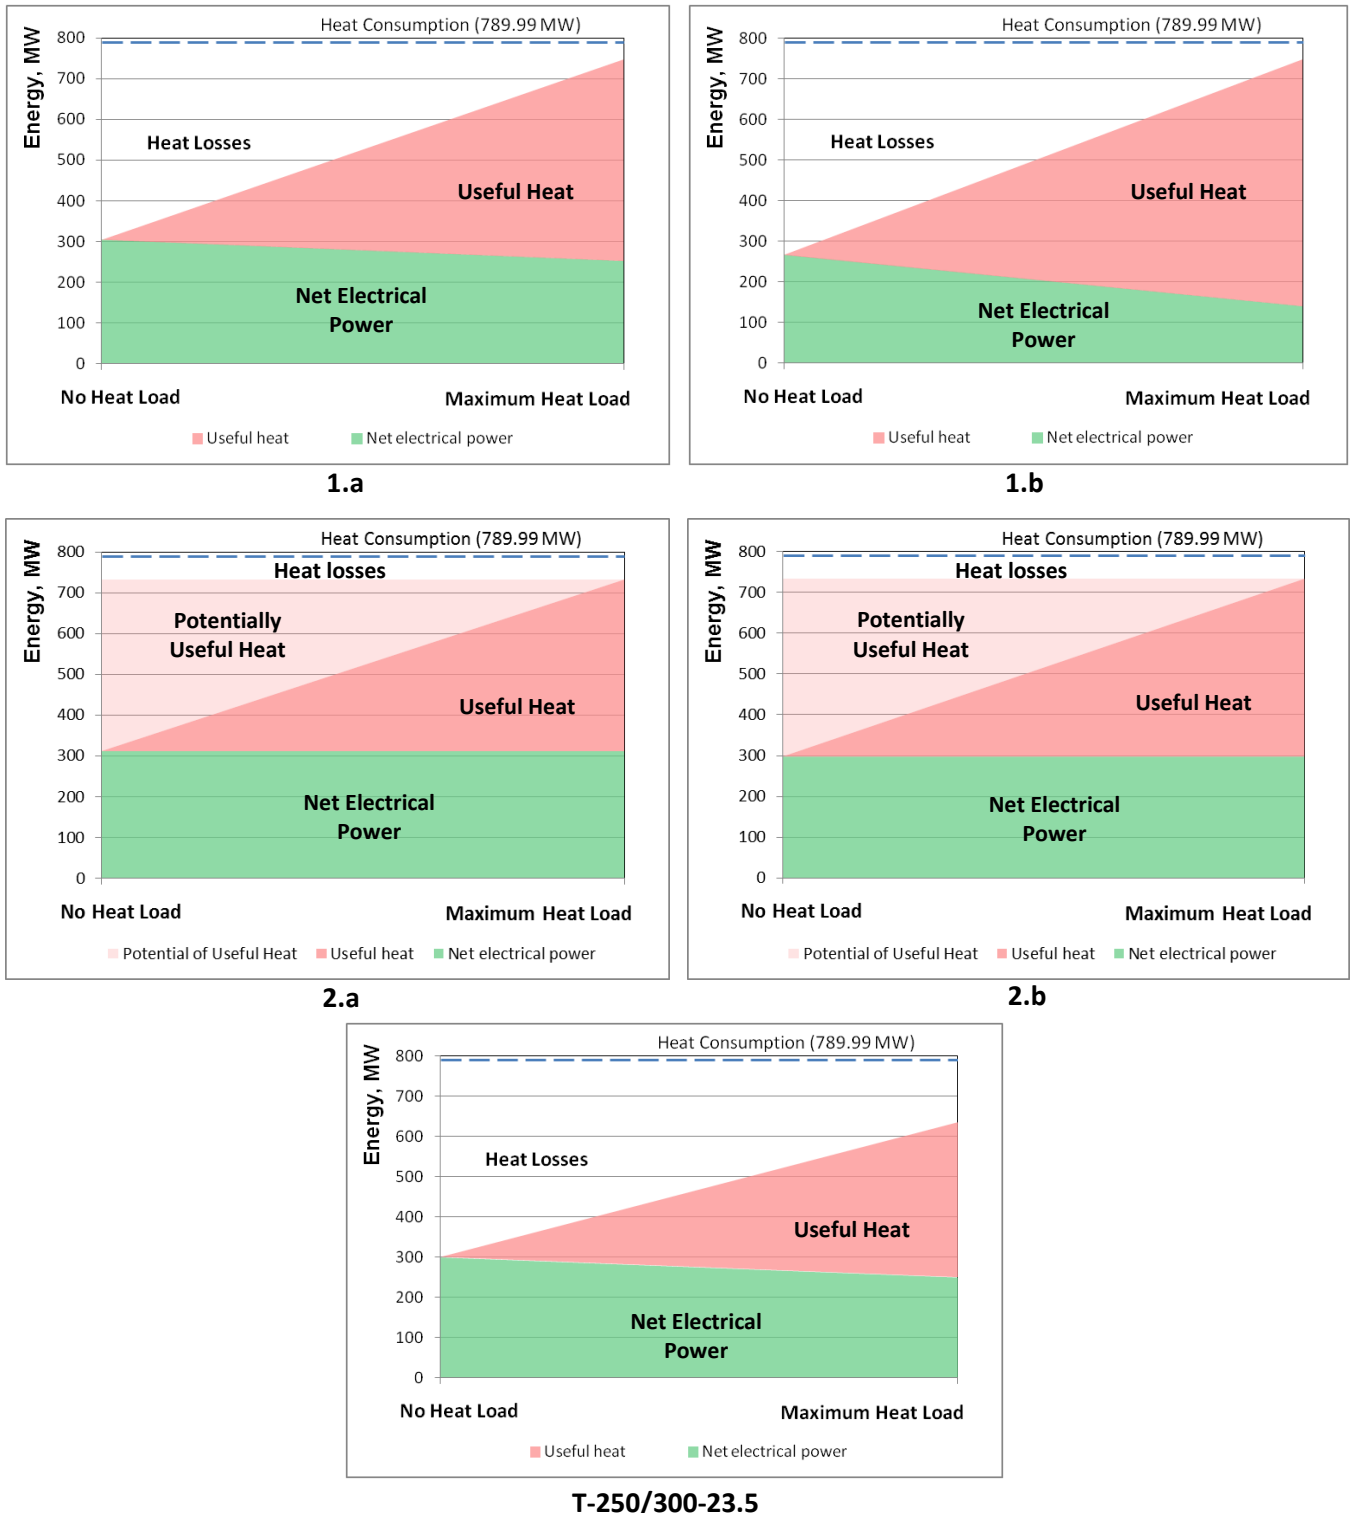 Heat Consumption (789.99 MW)
Energy, MW
800
700
600
500
400
300
200
100
0
Heat Losses
Useful Heat
Net Electrical
Power
No Heat Load
Maximum Heat Load
Useful heat
Net electrical power
1.a
Heat Consumption (789.99 MW)
Energy, MW
800
700
600
500
400
300
200
100
0
Heat Losses
Useful Heat
Net Electrical
Power
No Heat Load
Maximum Heat Load
Useful heat
Net electrical power
1.b
Heat Consumption (789.99 MW)
Energy, MW
800
700
600
500
400
300
200
100
0
Heat losses
Potentially
Useful Heat
Useful Heat
Net Electrical
Power
No Heat Load
Maximum Heat Load
Potential of Useful Heat
Useful heat
Net electrical power
2.a
Heat Consumption (789.99 MW)
Energy, MW
800
700
600
500
400
300
200
100
0
Heat losses
Potentially
Useful Heat
Useful Heat
Net Electrical
Power
No Heat Load
Maximum Heat Load
Potential of Useful Heat
Useful heat
Net electrical power
2.b
Heat Consumption (789.99 MW)
Energy, MW
800
700
600
500
400
300
200
100
0
Heat Losses
Useful Heat
Net Electrical
Power
No Heat Load
Maximum Heat Load
Useful heat
Net electrical power
T-250/300-23.5